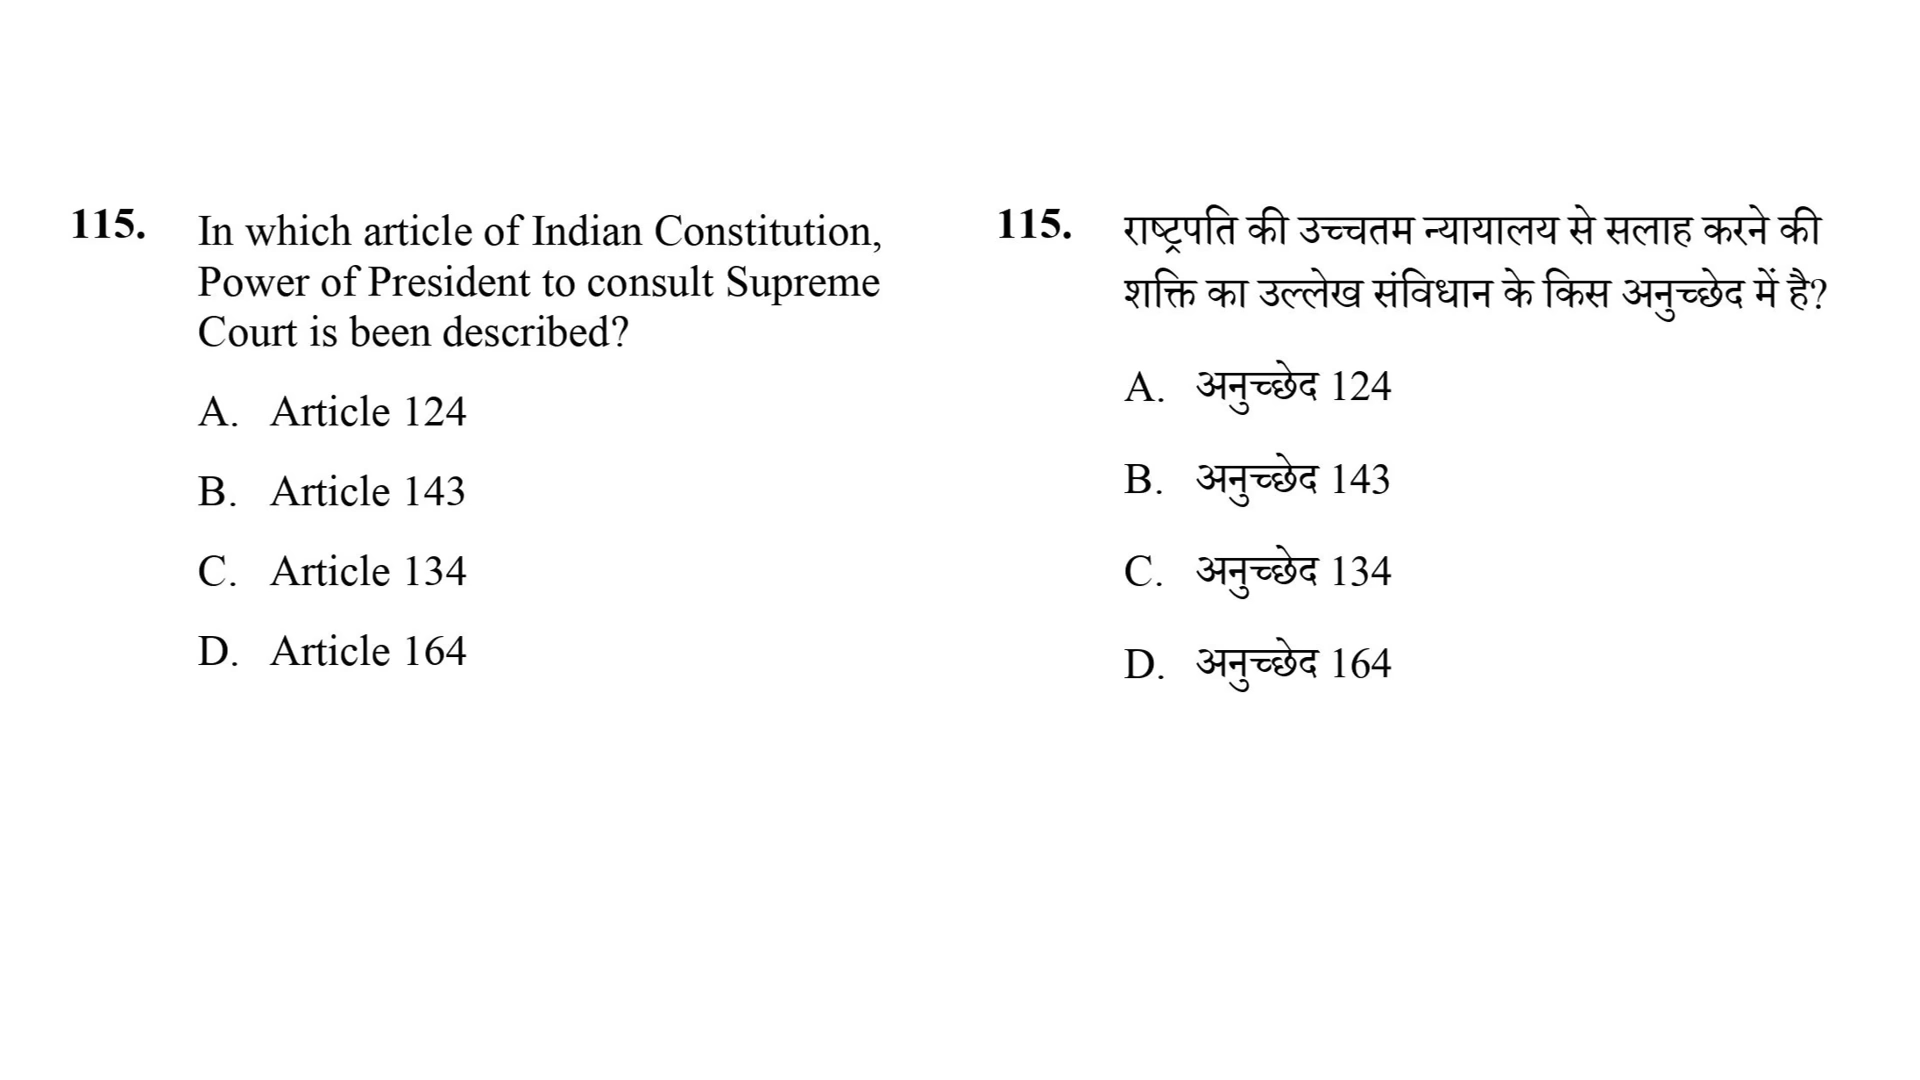 115. In which article of Indian Constitution,
Power of President to consult Supreme
Court is been described?
A. Article 124
B. Article 143
C. Article 134
D. Article 164
115. राष्ट्रपति की उच्चतम न्यायालय से सलाह करने की
शक्ति का उल्लेख संविधान के किस अनुच्छेद में है?
A. अनुच्छेद 124
B. अनुच्छेद 143
C. अनुच्छेद 134
D. अनुच्छेद 164